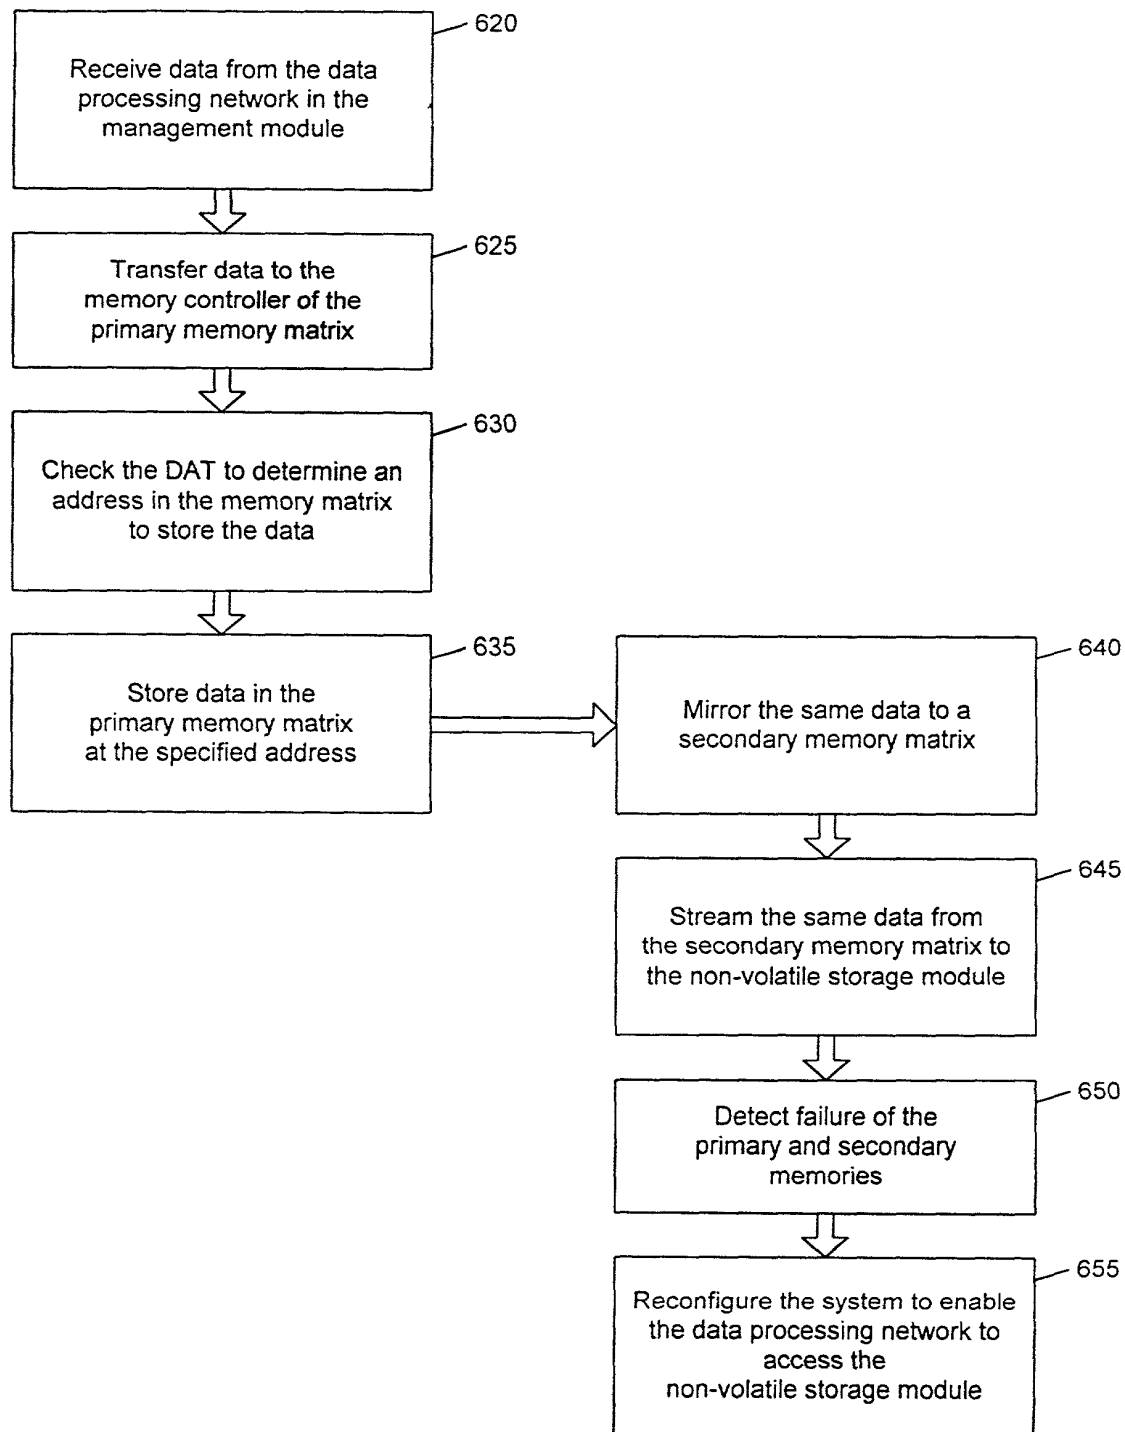 620
Receive data from the data
processing network in the
management module
625
Transfer data to the
memory controller of the
primary memory matrix
630
Check the DAT to determine an
address in the memory matrix
to store the data
635
Store data in the
primary memory matrix
at the specified address
640
Mirror the same data to a
secondary memory matrix
645
Stream the same data from
the secondary memory matrix to
the non-volatile storage module
650
Detect failure of the
primary and secondary
memories
655
Reconfigure the system to enable
the data processing network to
access the
non-volatile storage module